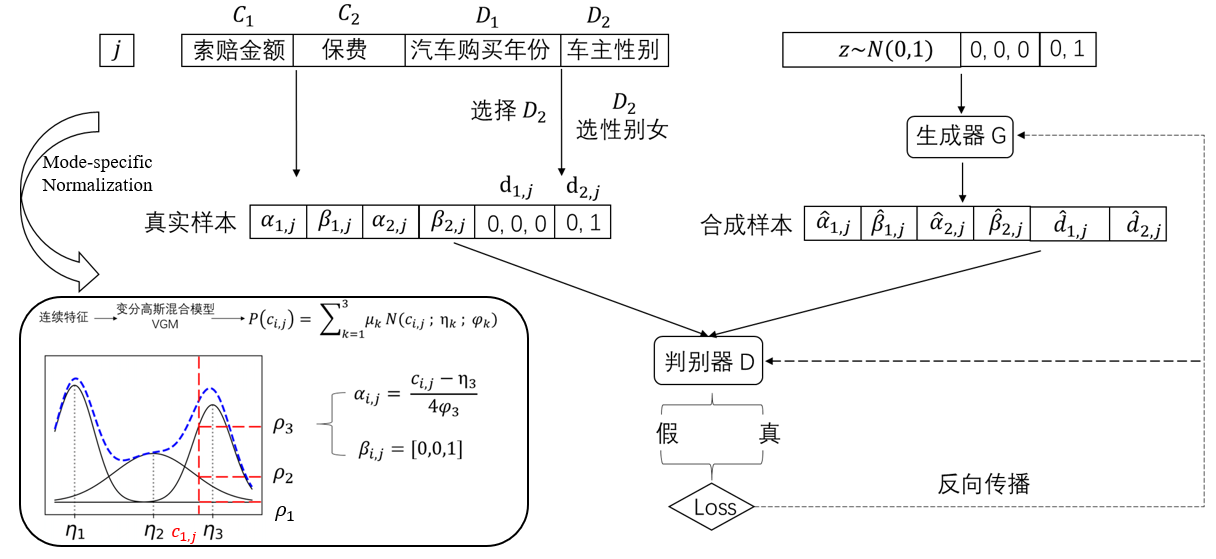 C₁ C₂ D₁ D₂
j 索赔金额 保费 汽车购买年份 车主性别
z~N(0,1) 0, 0, 0 0, 1
选择 D₂
D₂
选性别女
生成器 G
Mode-specific
Normalization
d₁,ⱼ d₂,ⱼ
真实样本 α₁,ⱼ β₁,ⱼ α₂,ⱼ β₂,ⱼ 0, 0, 0 0, 1
合成样本 α̂₁,ⱼ β̂₁,ⱼ α̂₂,ⱼ β̂₂,ⱼ d̂₁,ⱼ d̂₂,ⱼ
连续特征 变分高斯混合模型
VGM
P(cᵢ,ⱼ) = ∑³ₖ₌₁ μₖ N(cᵢ,ⱼ ; ηₖ ; φₖ)
αᵢ,ⱼ = (cᵢ,ⱼ − η₃) / 4φ₃
βᵢ,ⱼ = [0,0,1]
ρ₃
ρ₂
ρ₁
η₁ η₂ c₁,ⱼ η₃
判别器 D
假 真
Loss
反向传播